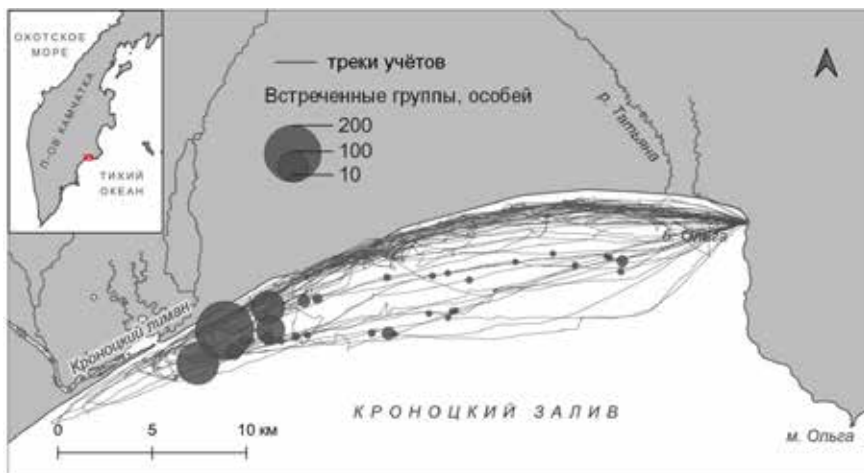 ОХОТСКОЕ
МОРЕ
П-ОВ КАМЧАТКА
ТИХИЙ
ОКЕАН
треки учётов
Встреченные группы, особей
200
100
10
р. Татьяна
б. Ольга
Кроноцкий лиман
0 5 10 км
КРОНОЦКИЙ ЗАЛИВ
м. Ольга